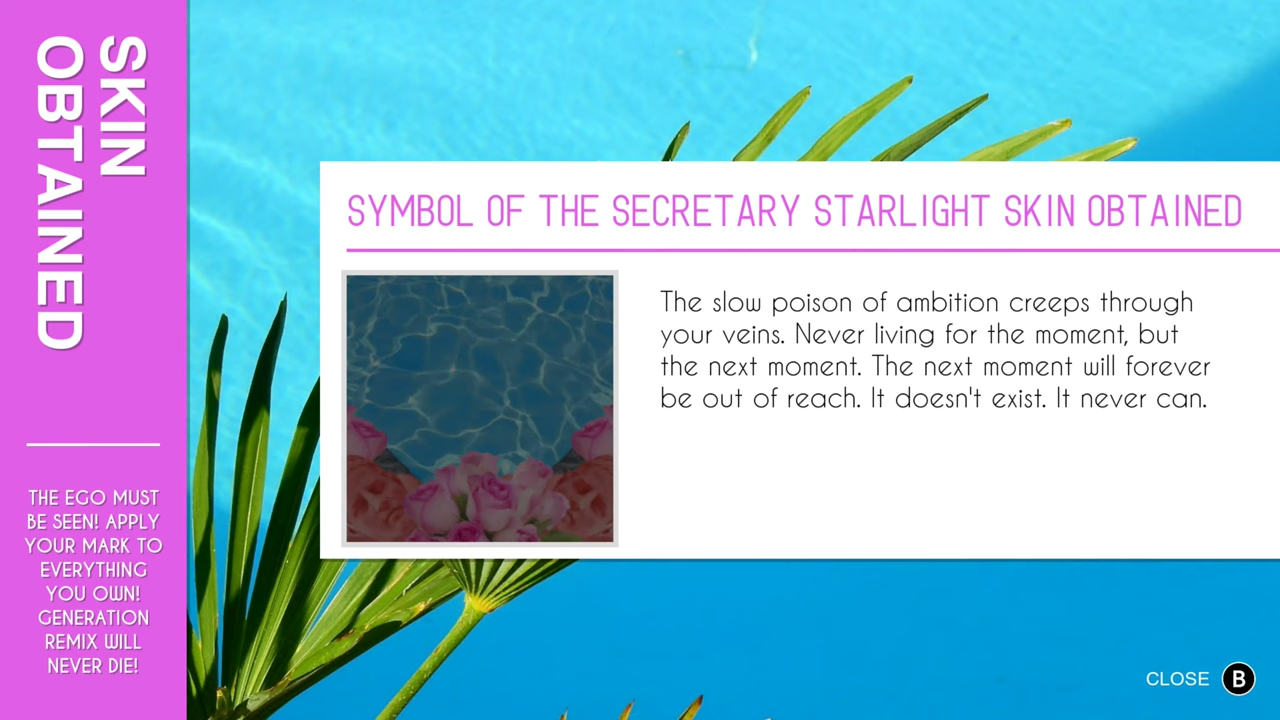 SKIN
OBTAINED
THE EGO MUST
BE SEEN! APPLY
YOUR MARK TO
EVERYTHING
YOU OWN!
GENERATION
REMIX WILL
NEVER DIE!
SYMBOL OF THE SECRETARY STARLIGHT SKIN OBTAINED
The slow poison of ambition creeps through
your veins. Never living for the moment, but
the next moment. The next moment will forever
be out of reach. It doesn't exist. It never can.
CLOSE B